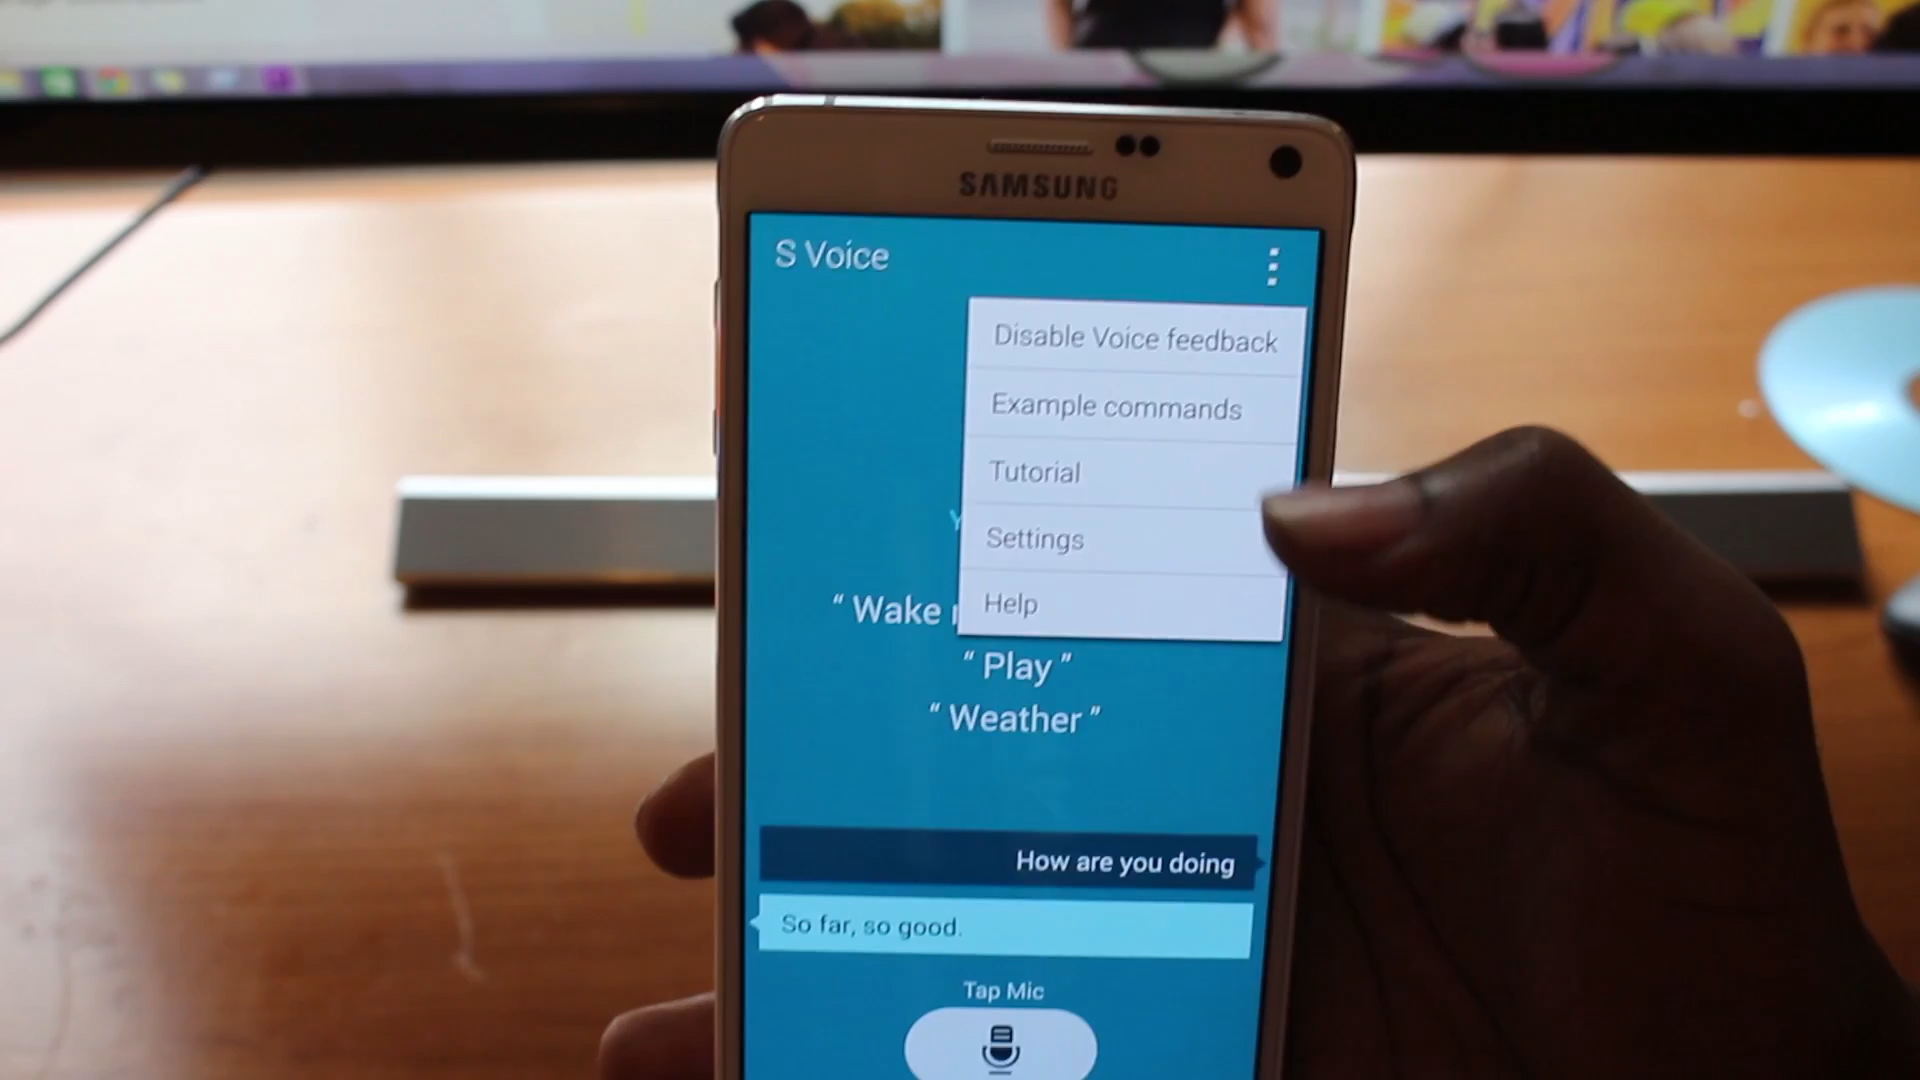 SAMSUNG
S Voice
Disable Voice feedback
Example commands
Tutorial
Settings
Help
“ Wake
“ Play ”
“ Weather ”
How are you doing
So far, so good.
Tap Mic